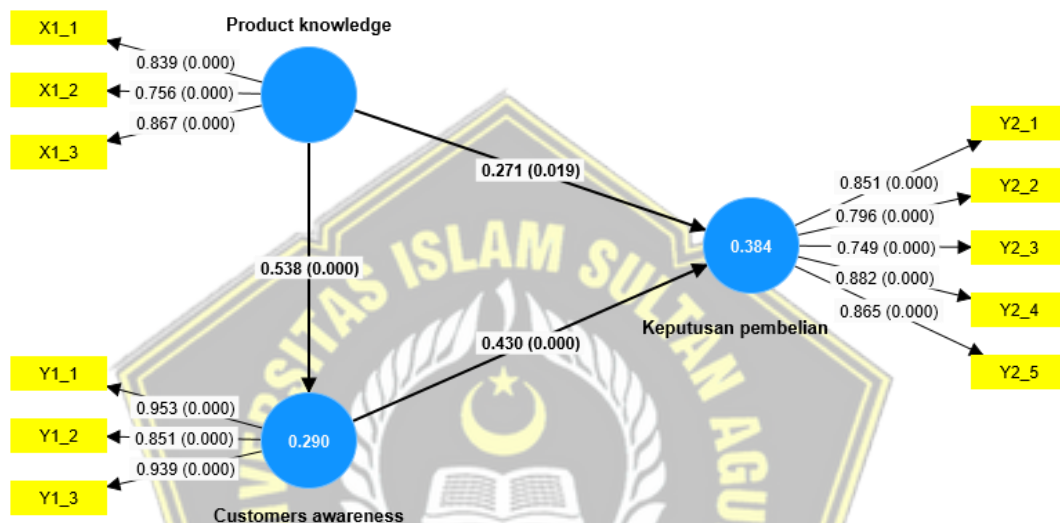 Product knowledge
X1_1
X1_2
X1_3
0.839 (0.000)
0.756 (0.000)
0.867 (0.000)
0.271 (0.019)
0.538 (0.000)
0.430 (0.000)
Y2_1
Y2_2
Y2_3
Y2_4
Y2_5
0.851 (0.000)
0.796 (0.000)
0.749 (0.000)
0.882 (0.000)
0.865 (0.000)
0.384
Keputusan pembelian
Y1_1
Y1_2
Y1_3
0.953 (0.000)
0.851 (0.000)
0.939 (0.000)
0.290
Customers awareness
ISLAM SULTAN